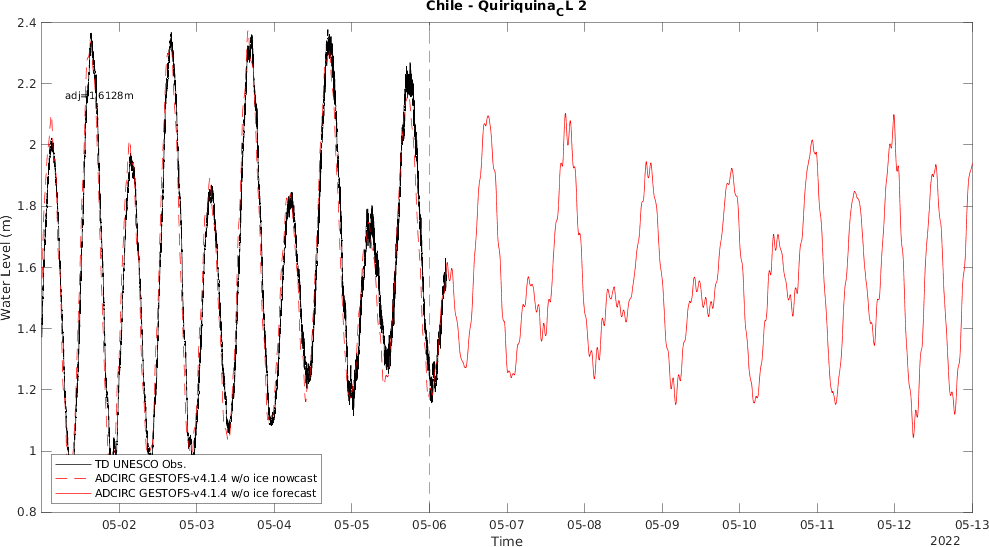 Chile - Quiriquina_CL 2
2.4
2.2
2
1.8
1.6
1.4
1.2
1
0.8
Water Level (m)
adj=1.6128m
TD UNESCO Obs.
ADCIRC GESTOFS-v4.1.4 w/o ice nowcast
ADCIRC GESTOFS-v4.1.4 w/o ice forecast
05-02 05-03 05-04 05-05 05-06 05-07 05-08 05-09 05-10 05-11 05-12 05-13
Time
2022